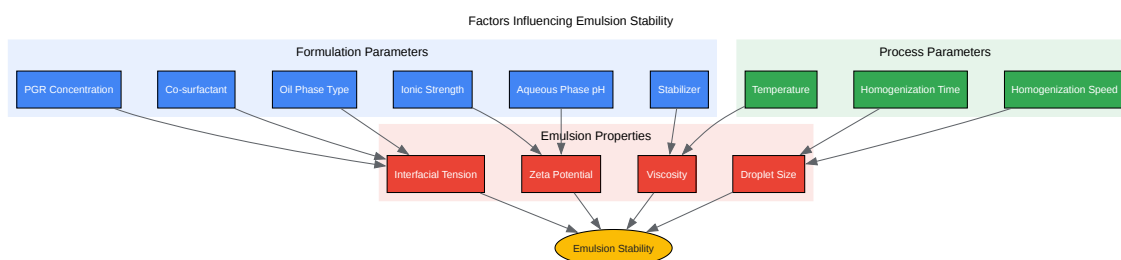 Factors Influencing Emulsion Stability
Formulation Parameters
Process Parameters
PGR Concentration
Co-surfactant
Oil Phase Type
Ionic Strength
Aqueous Phase pH
Stabilizer
Temperature
Homogenization Time
Homogenization Speed
Emulsion Properties
Interfacial Tension
Zeta Potential
Viscosity
Droplet Size
Emulsion Stability